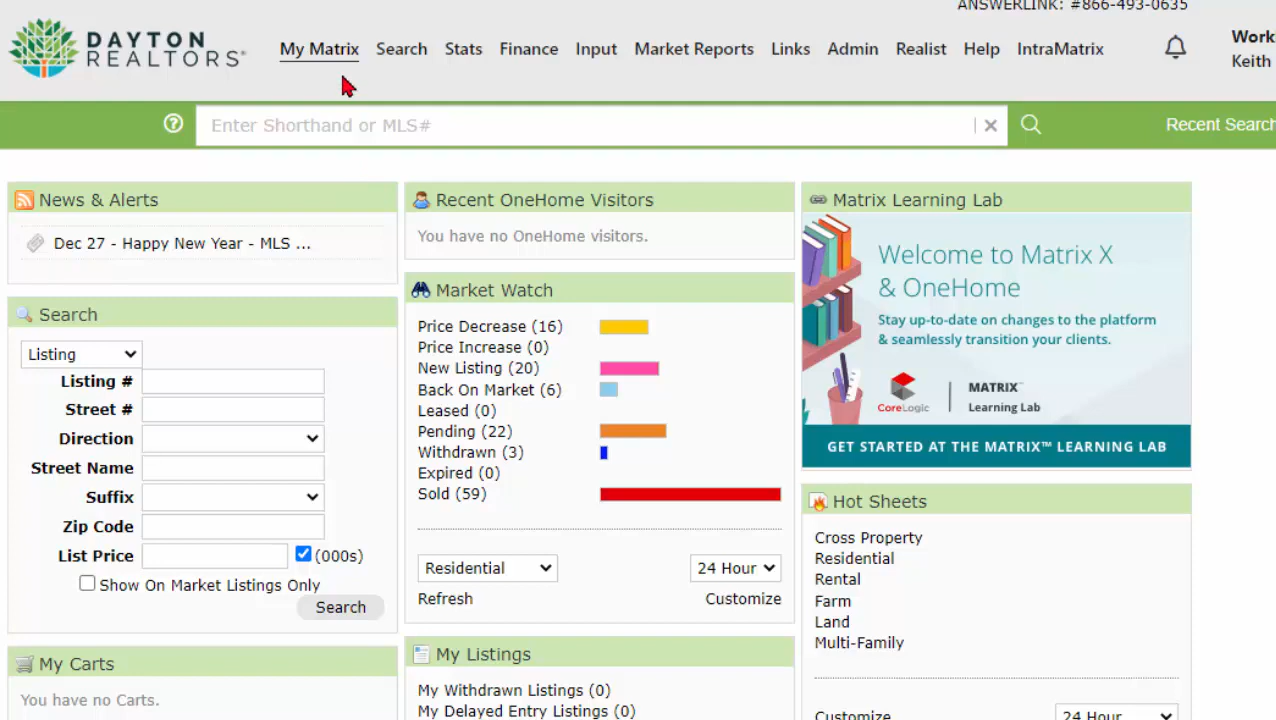 ANSWERLINK: #866-493-0635
DAYTON
REALTORS®
My Matrix Search Stats Finance Input Market Reports Links Admin Realist Help IntraMatrix
Work
Keith
Enter Shorthand or MLS#
Recent Search
News & Alerts
Dec 27 - Happy New Year - MLS ...
Search
Listing
Listing #
Street #
Direction
Street Name
Suffix
Zip Code
List Price (000s)
Show On Market Listings Only
Search
My Carts
You have no Carts.
Recent OneHome Visitors
You have no OneHome visitors.
Market Watch
Price Decrease (16)
Price Increase (0)
New Listing (20)
Back On Market (6)
Leased (0)
Pending (22)
Withdrawn (3)
Expired (0)
Sold (59)
Residential 24 Hour
Refresh Customize
My Listings
My Withdrawn Listings (0)
My Delayed Entry Listings (0)
Matrix Learning Lab
Welcome to Matrix X
& OneHome
Stay up-to-date on changes to the platform
& seamlessly transition your clients.
CoreLogic
MATRIX™
Learning Lab
GET STARTED AT THE MATRIX™ LEARNING LAB
Hot Sheets
Cross Property
Residential
Rental
Farm
Land
Multi-Family
Customize 24 Hour